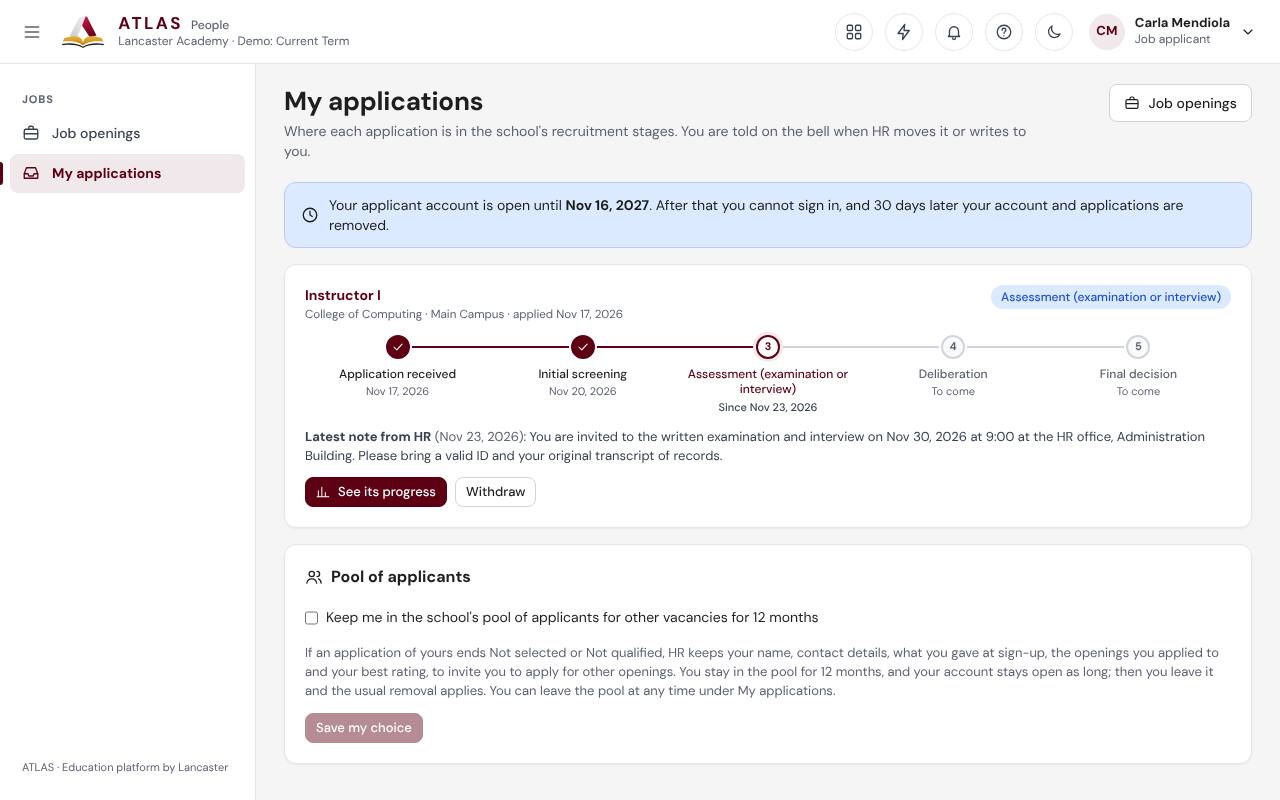 ATLAS People
Lancaster Academy · Demo: Current Term
CM
Carla Mendiola
Job applicant
JOBS
Job openings
My applications
ATLAS · Education platform by Lancaster
My applications
Job openings
Where each application is in the school's recruitment stages. You are told on the bell when HR moves it or writes to
you.
Your applicant account is open until Nov 16, 2027. After that you cannot sign in, and 30 days later your account and applications are
removed.
Instructor I
Assessment (examination or interview)
College of Computing · Main Campus · applied Nov 17, 2026
3
4
5
Application received
Nov 17, 2026
Initial screening
Nov 20, 2026
Assessment (examination or
interview)
Since Nov 23, 2026
Deliberation
To come
Final decision
To come
Latest note from HR (Nov 23, 2026): You are invited to the written examination and interview on Nov 30, 2026 at 9:00 at the HR office, Administration
Building. Please bring a valid ID and your original transcript of records.
See its progress
Withdraw
Pool of applicants
Keep me in the school's pool of applicants for other vacancies for 12 months
If an application of yours ends Not selected or Not qualified, HR keeps your name, contact details, what you gave at sign-up, the openings you applied to
and your best rating, to invite you to apply for other openings. You stay in the pool for 12 months, and your account stays open as long; then you leave it
and the usual removal applies. You can leave the pool at any time under My applications.
Save my choice